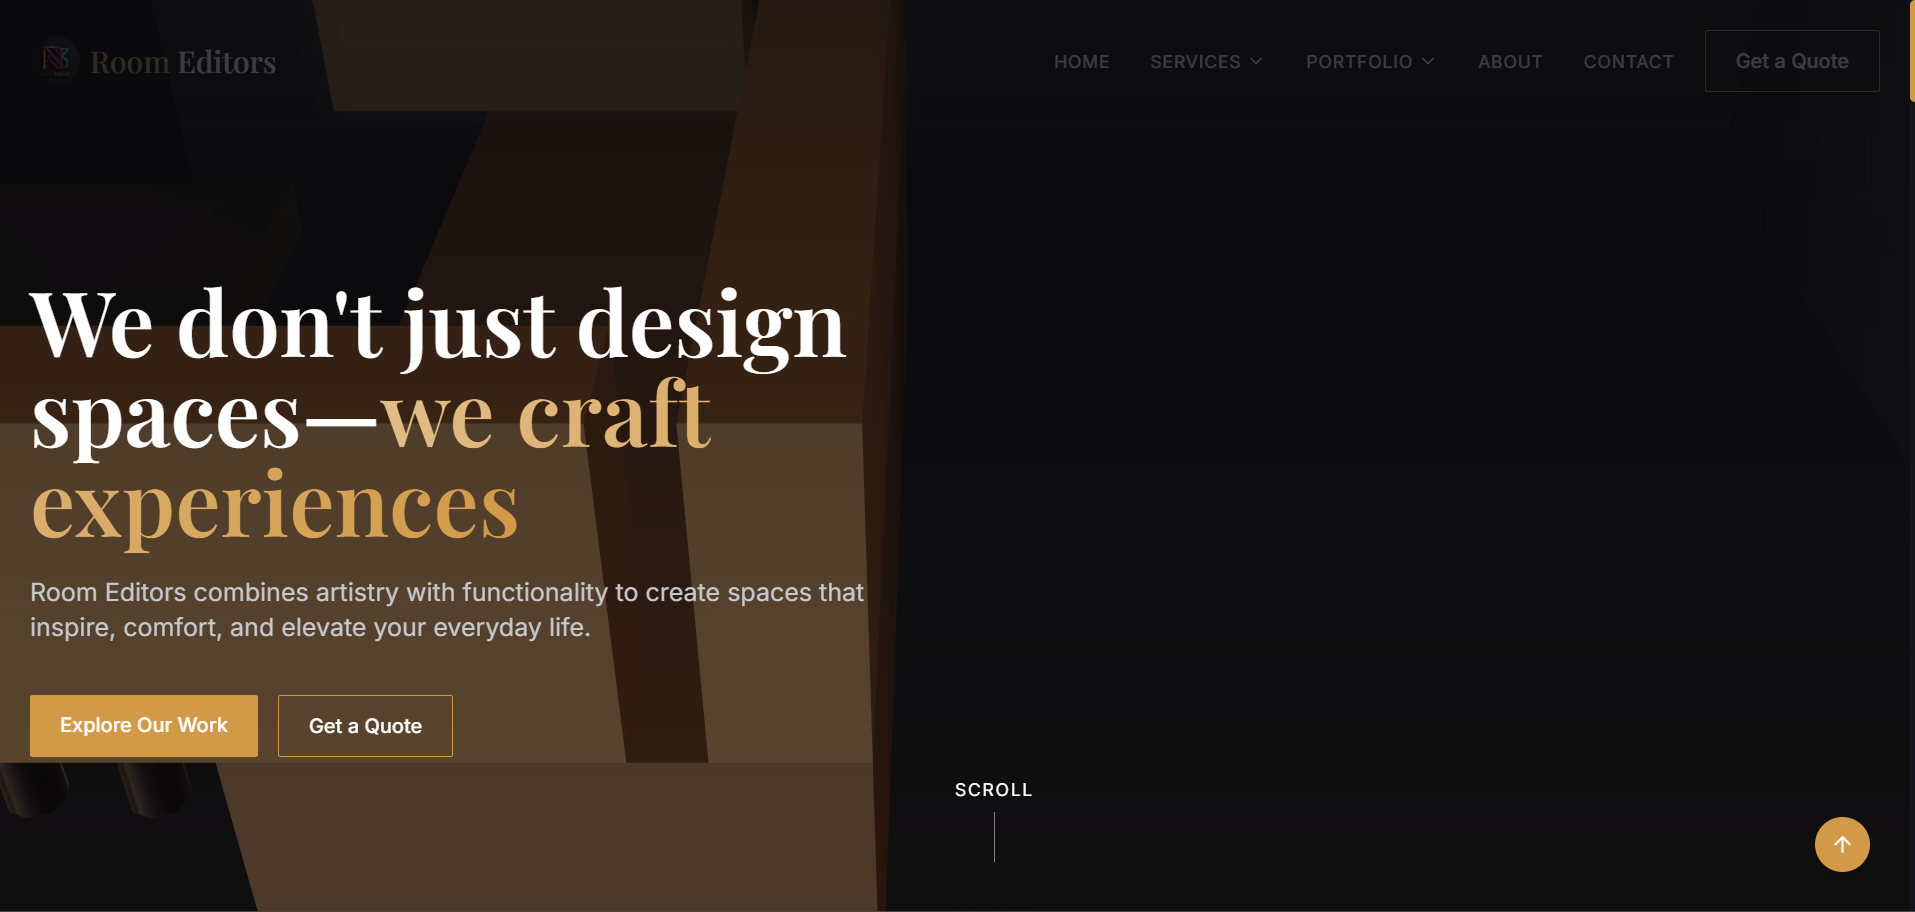 Room Editors
HOME
SERVICES
PORTFOLIO
ABOUT
CONTACT
Get a Quote
We don't just design
spaces—we craft
experiences
Room Editors combines artistry with functionality to create spaces that
inspire, comfort, and elevate your everyday life.
Explore Our Work
Get a Quote
SCROLL